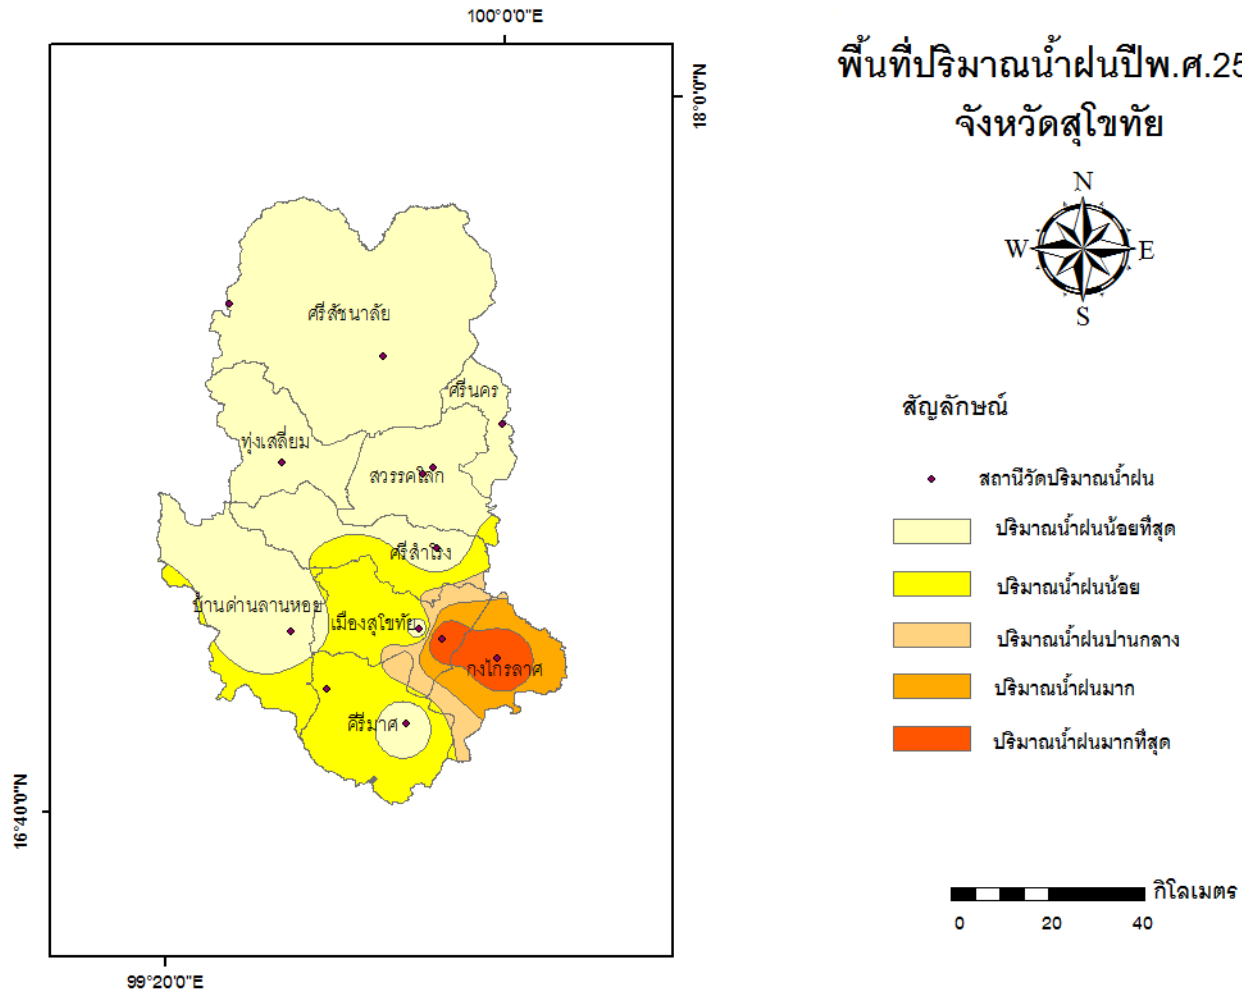 100°0'0"E
พื้นที่ปริมาณน้ำฝนปีพ.ศ.25
จังหวัดสุโขทัย
18°0'0"N
N
W
E
S
ศรีสัชนาลัย
ศรีนคร
ทุ่งเสลี่ยม
สวรรคโลก
ศรีสำโรง
บ้านด่านลานหอย
เมืองสุโขทัย
กงไกรลาศ
คีรีมาศ
สัญลักษณ์
สถานีวัดปริมาณน้ำฝน
ปริมาณน้ำฝนน้อยที่สุด
ปริมาณน้ำฝนน้อย
ปริมาณน้ำฝนปานกลาง
ปริมาณน้ำฝนมาก
ปริมาณน้ำฝนมากที่สุด
16°40'0"N
กิโลเมตร
0 20 40
99°20'0"E